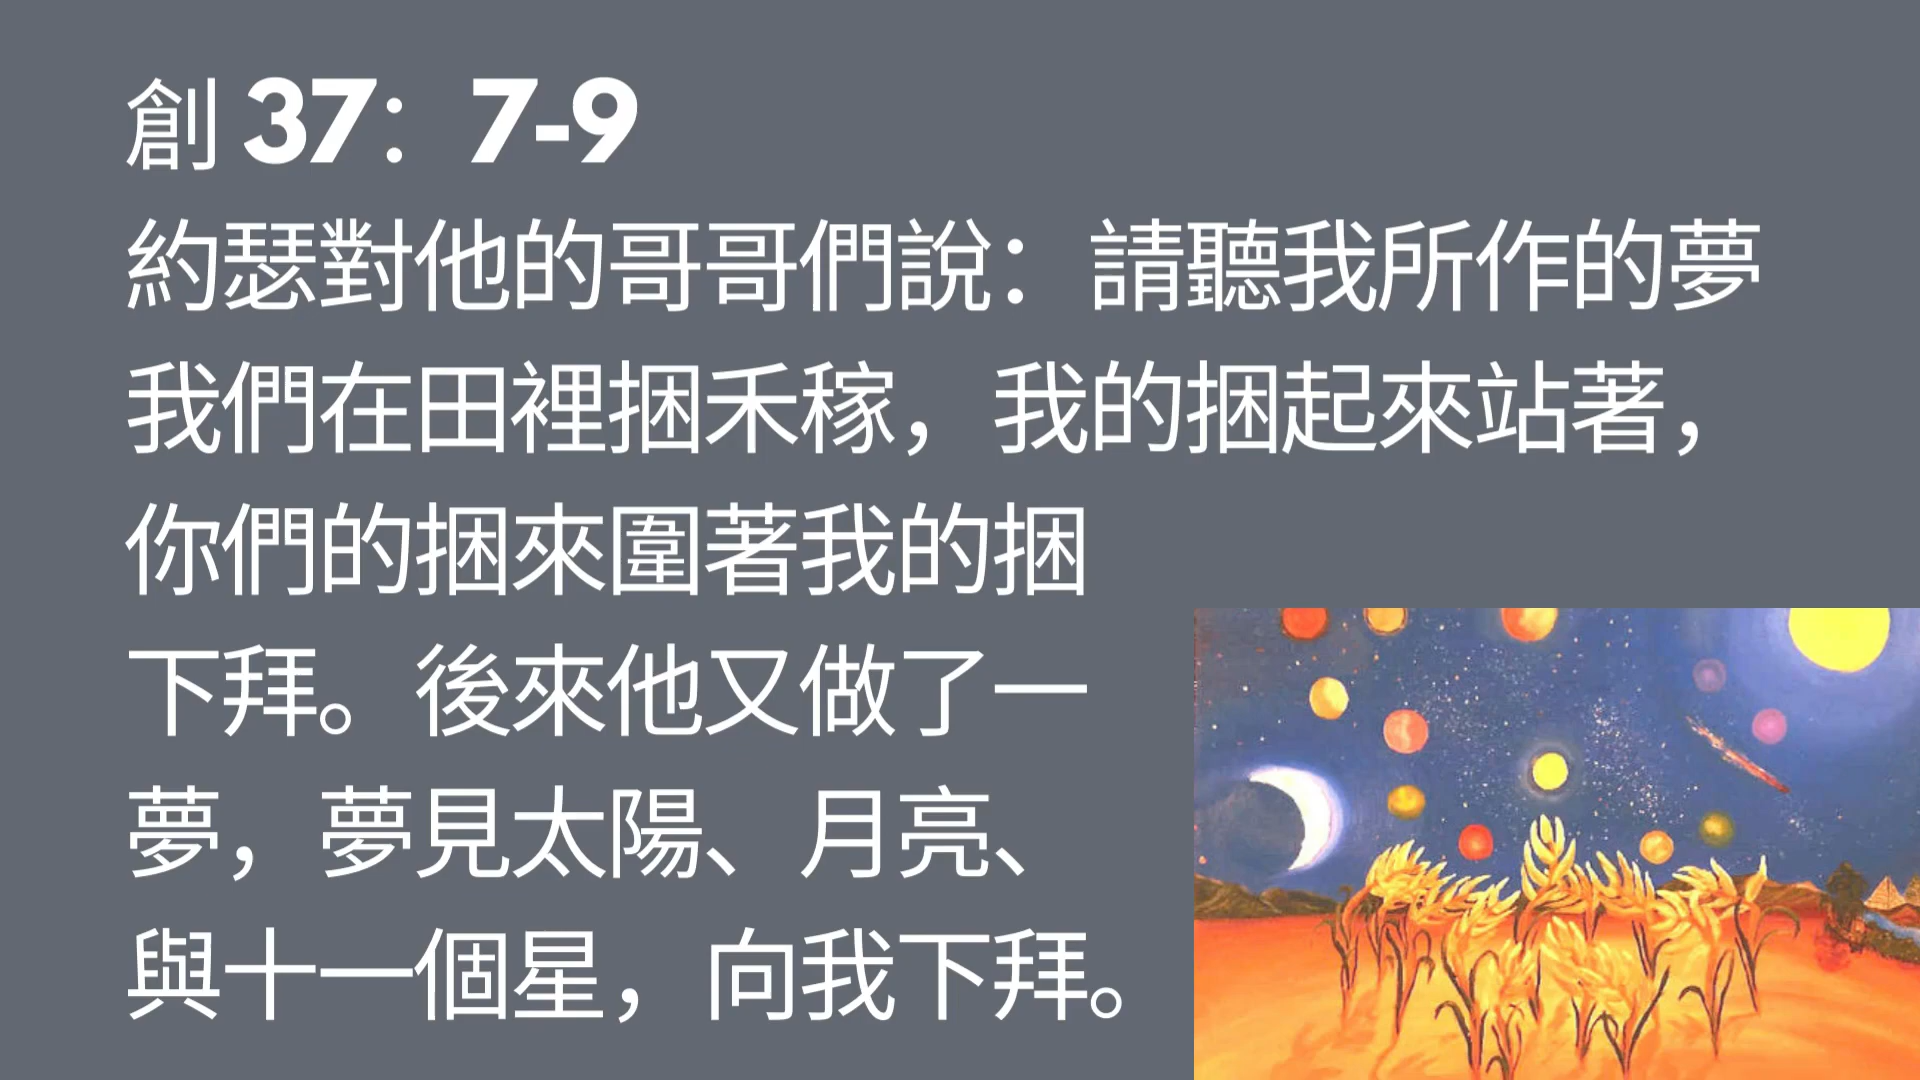 創 37：7-9
約瑟對他的哥哥們說：請聽我所作的夢
我們在田裡捆禾稼，我的捆起來站著，
你們的捆來圍著我的捆
下拜。後來他又做了一
夢，夢見太陽、月亮、
與十一個星，向我下拜。